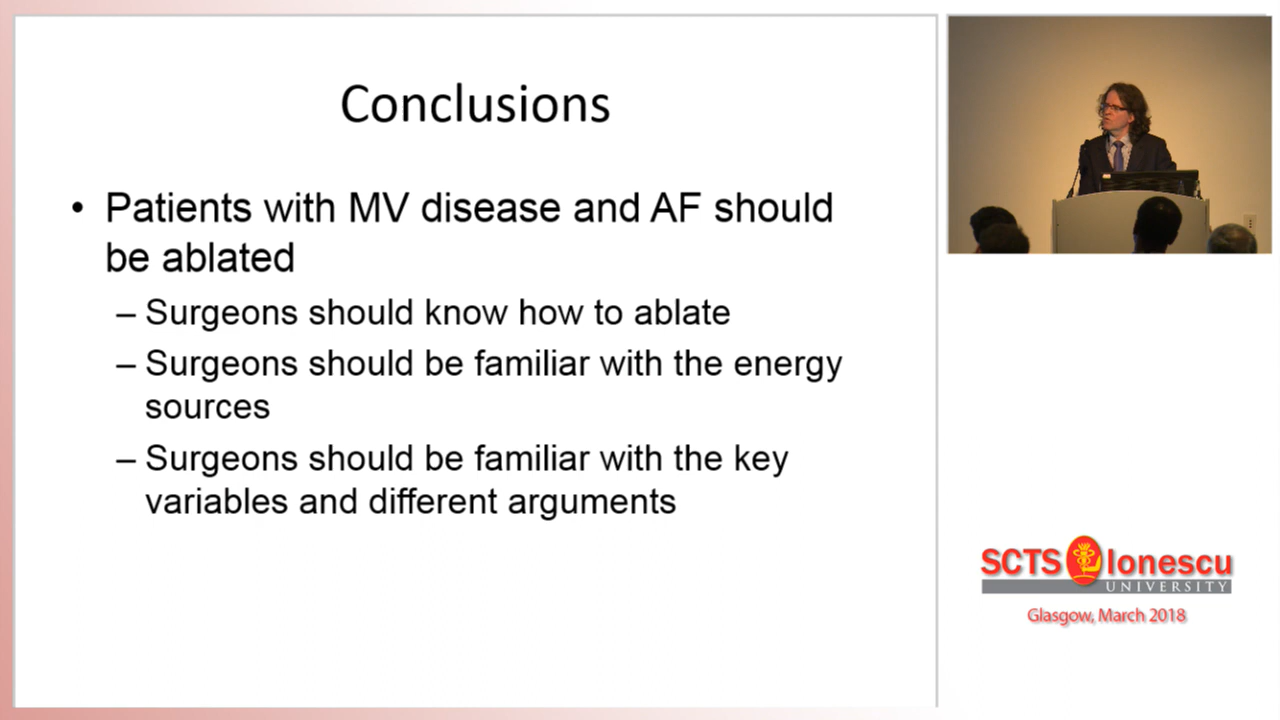 Conclusions
• Patients with MV disease and AF should
be ablated
– Surgeons should know how to ablate
– Surgeons should be familiar with the energy
sources
– Surgeons should be familiar with the key
variables and different arguments
SCTS Ionescu
UNIVERSITY
Glasgow, March 2018